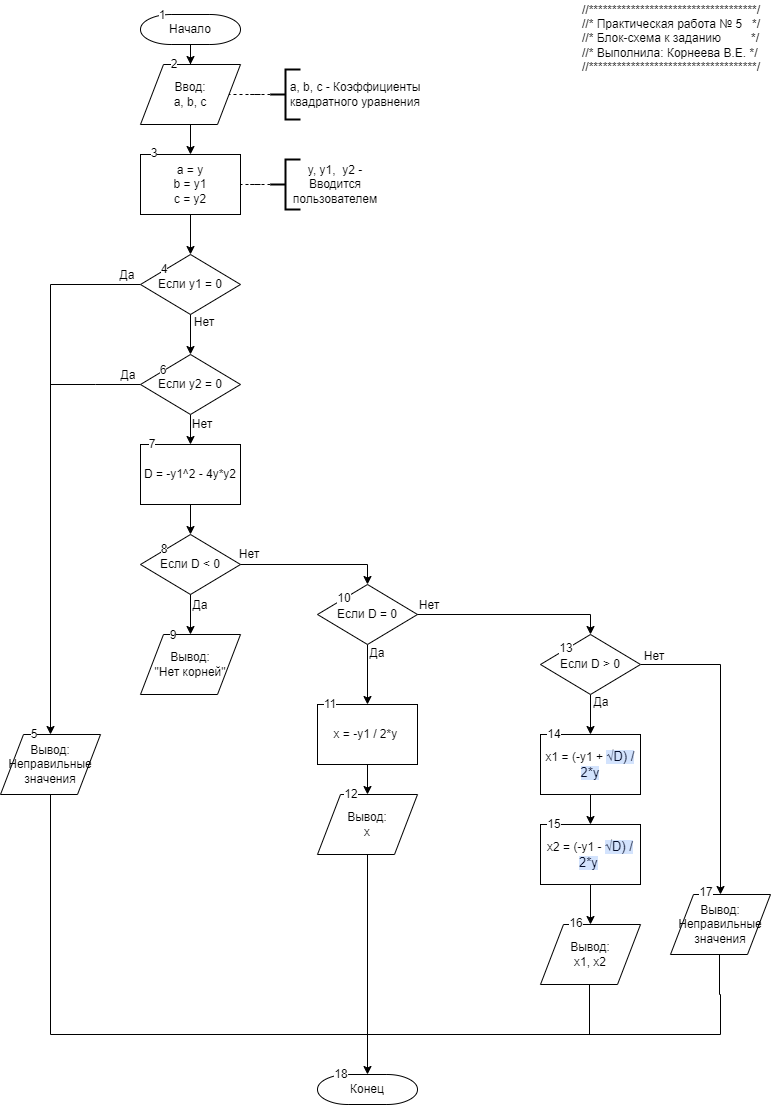 //***********************************/
//* Практическая работа № 5   */
//* Блок-схема к заданию         */
//* Выполнила: Корнеева В.Е. */
//***********************************/
1
Начало
2
Ввод:
a, b, c
a, b, c - Коэффициенты
квадратного уравнения
3
a = y
b = y1
c = y2
y, y1,  y2 -
Вводится
пользователем
4
Если y1 = 0
Да
Нет
6
Если y2 = 0
Да
Нет
7
D = -y1^2 - 4y*y2
8
Если D < 0
Нет
Да
9
Вывод:
"Нет корней"
10
Если D = 0
Нет
Да
11
x = -y1 / 2*y
12
Вывод:
x
13
Если D > 0
Нет
Да
14
x1 = (-y1 + √D) /
2*y
15
x2 = (-y1 - √D) /
2*y
16
Вывод:
x1, x2
5
Вывод:
Неправильные
значения
17
Вывод:
Неправильные
значения
18
Конец